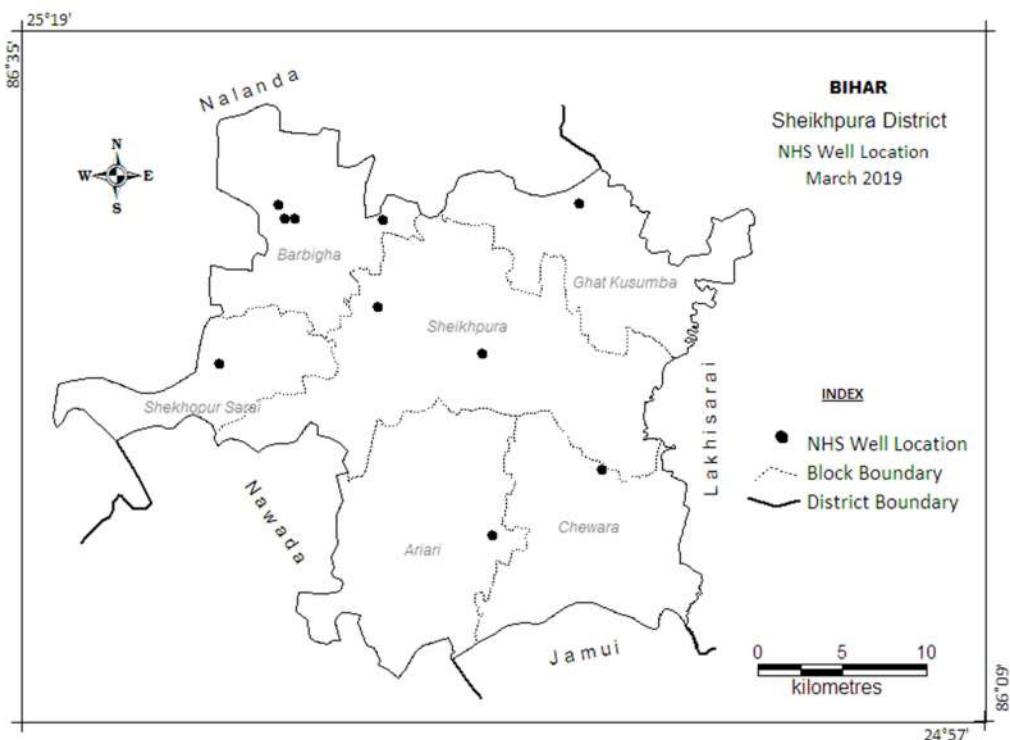 25°19'
86°35'
Nalanda
BIHAR
Sheikhpura District
NHS Well Location
March 2019
N
W E
S
Barbigha
Ghat Kusumba
Sheikhpura
Shekhopur Sarai
Lakhisarai
INDEX
NHS Well Location
Block Boundary
District Boundary
Nawada
Ariari
Chewara
Jamui
0 5 10
kilometres
86°09'
24°57'